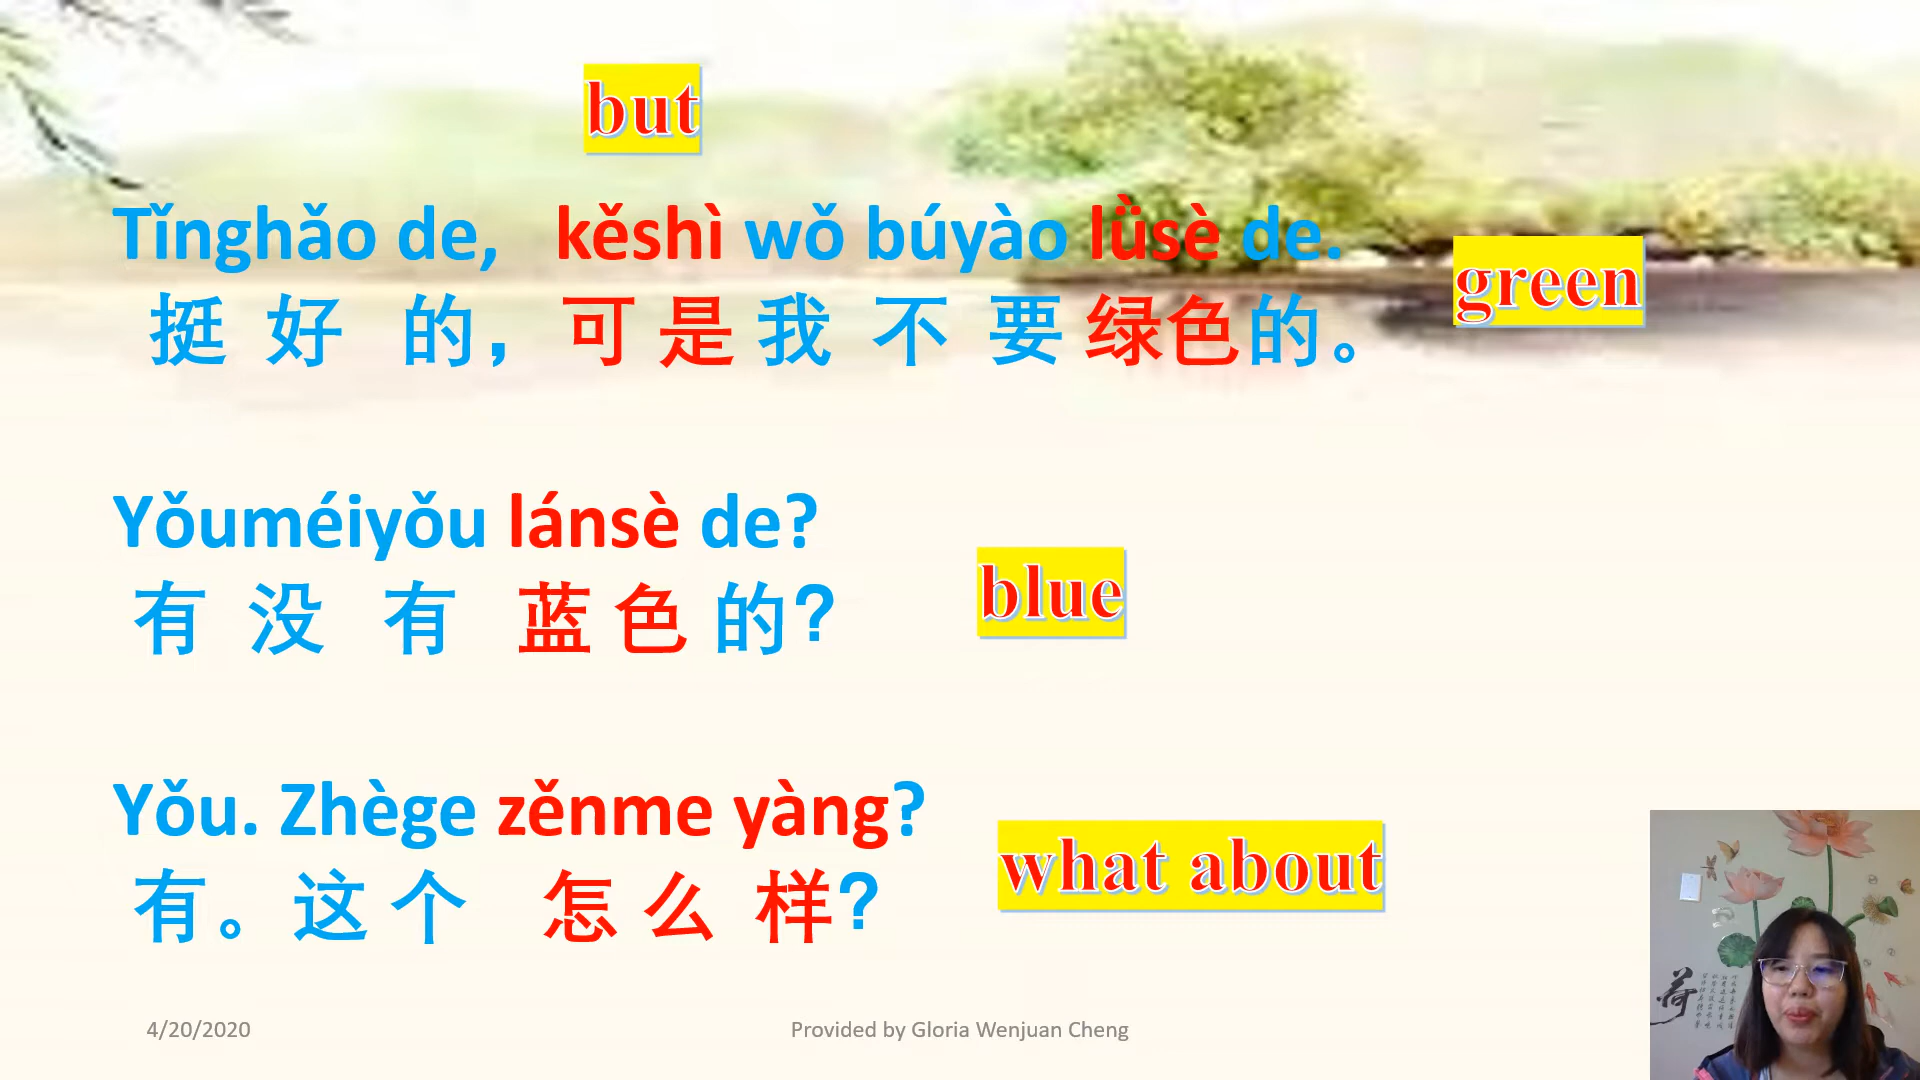 but
Tǐnghǎo de, kěshì wǒ búyào lǜsè de.
green
挺好的，可是我不要绿色的。
Yǒuméiyǒu lánsè de?
blue
有没有蓝色的?
Yǒu. Zhège zěnme yàng?
what about
有。这个怎么样?
荷
4/20/2020
Provided by Gloria Wenjuan Cheng